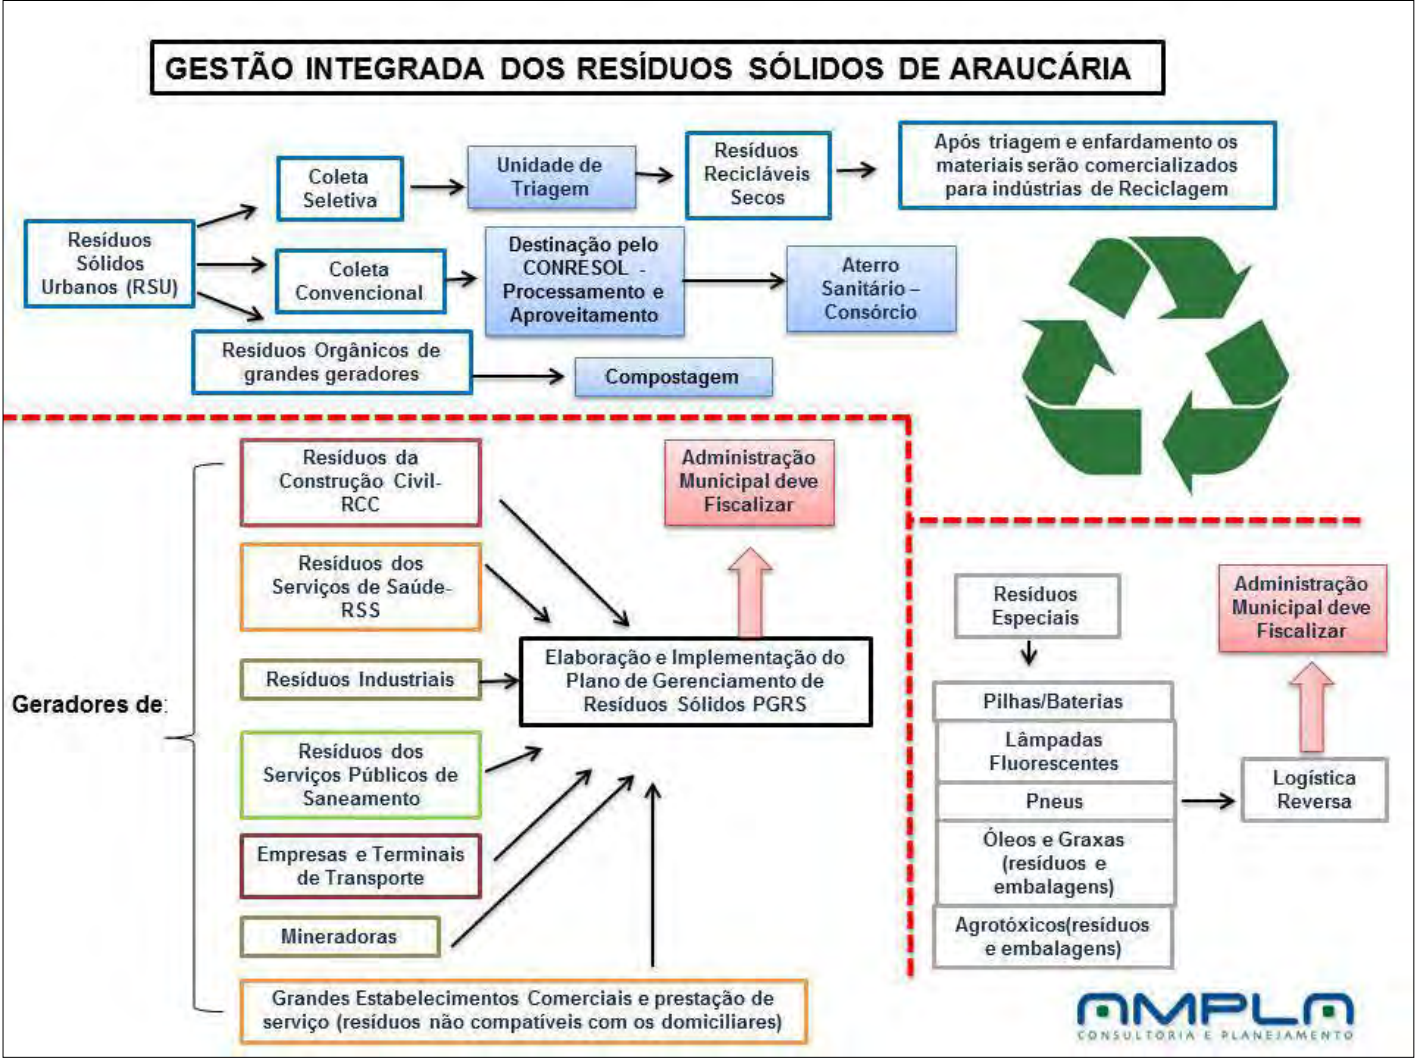 GESTÃO INTEGRADA DOS RESÍDUOS SÓLIDOS DE ARAUCÁRIA
Resíduos
Sólidos
Urbanos (RSU)
Coleta
Seletiva
Unidade de
Triagem
Resíduos
Recicláveis
Secos
Após triagem e enfardamento os
materiais serão comercializados
para indústrias de Reciclagem
Coleta
Convencional
Destinação pelo
CONRESOL -
Processamento e
Aproveitamento
Aterro
Sanitário –
Consórcio
Resíduos Orgânicos de
grandes geradores
Compostagem
Geradores de:
Resíduos da
Construção Civil-
RCC
Resíduos dos
Serviços de Saúde-
RSS
Resíduos Industriais
Resíduos dos
Serviços Públicos de
Saneamento
Empresas e Terminais
de Transporte
Mineradoras
Grandes Estabelecimentos Comerciais e prestação de
serviço (resíduos não compatíveis com os domiciliares)
Administração
Municipal deve
Fiscalizar
Elaboração e Implementação do
Plano de Gerenciamento de
Resíduos Sólidos PGRS
Resíduos
Especiais
Pilhas/Baterias
Lâmpadas
Fluorescentes
Pneus
Óleos e Graxas
(resíduos e
embalagens)
Agrotóxicos(resíduos
e embalagens)
Administração
Municipal deve
Fiscalizar
Logística
Reversa
AMPLA
CONSULTORIA E PLANEJAMENTO